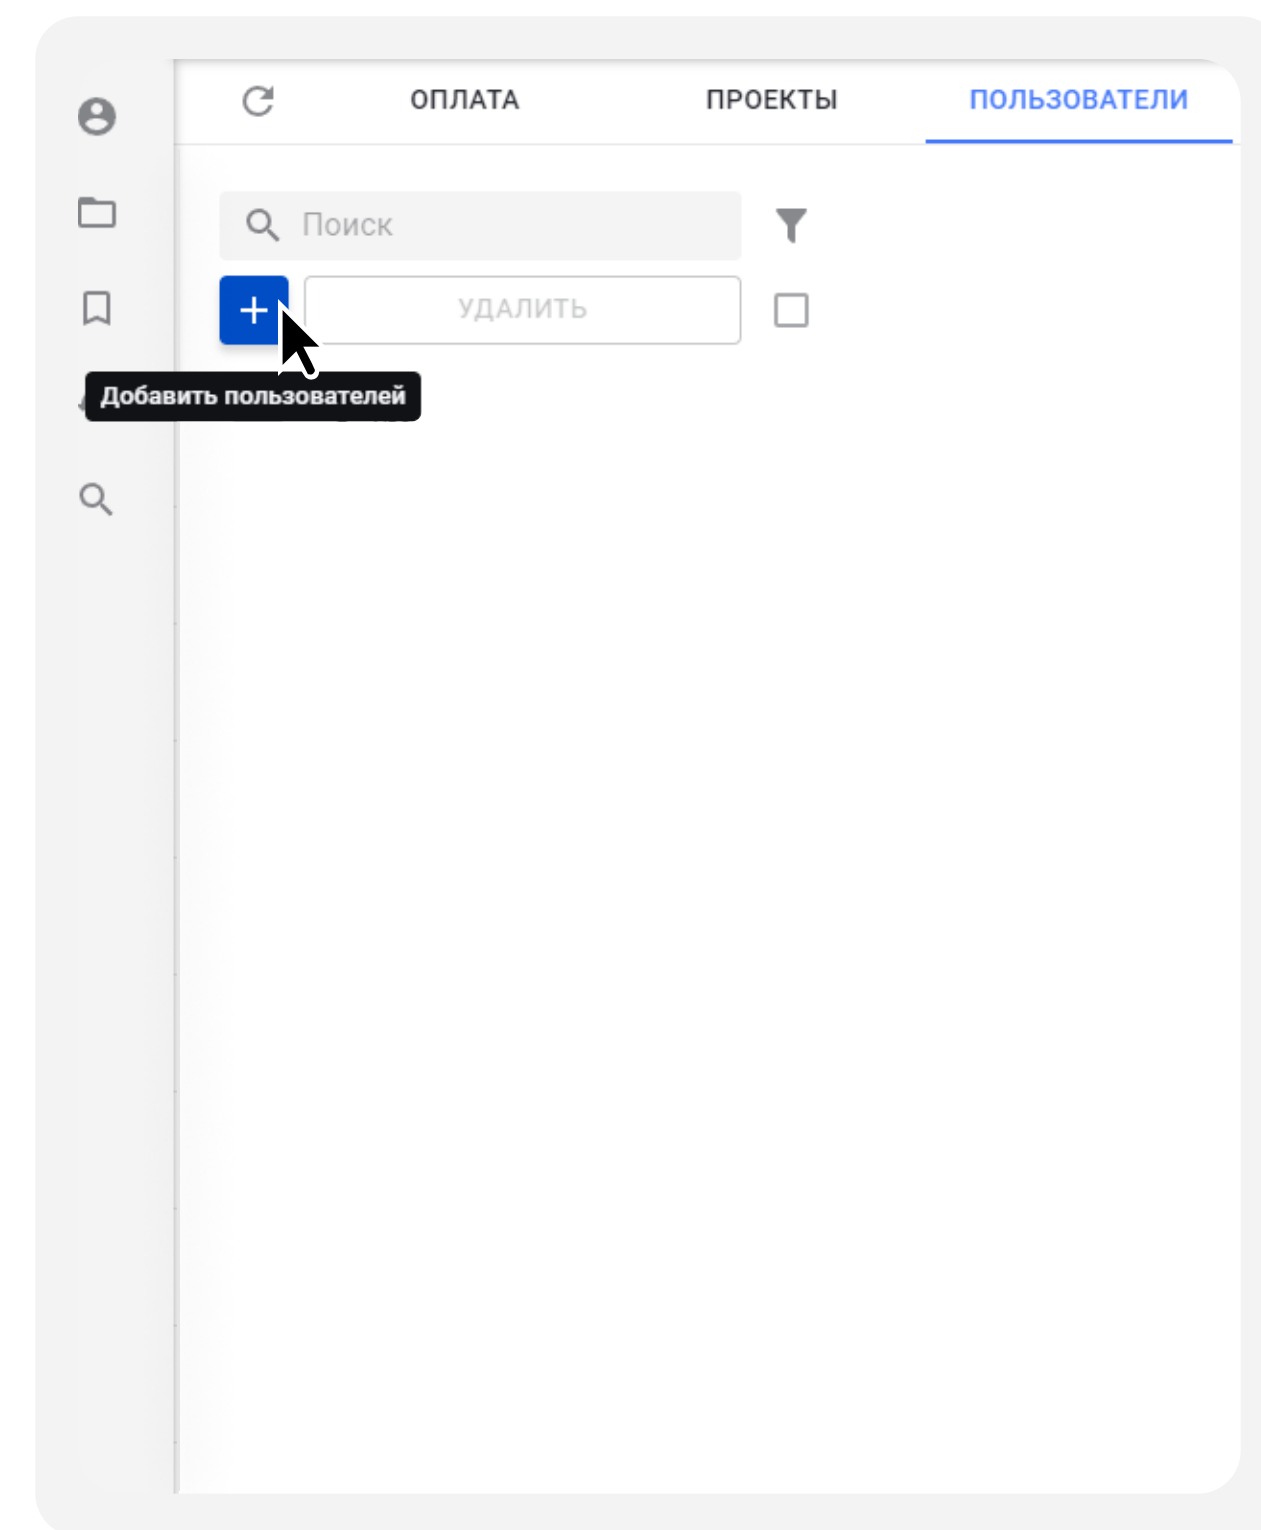 ОПЛАТА ПРОЕКТЫ ПОЛЬЗОВАТЕЛИ
Поиск
УДАЛИТЬ
Добавить пользователей